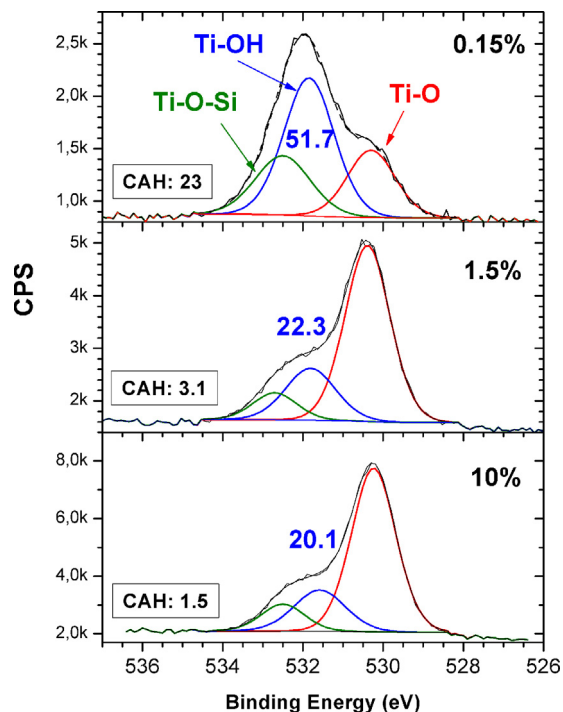 2,5k
Ti-OH
0.15%
2,0k
Ti-O-Si
Ti-O
1,5k
51.7
CAH: 23
1,0k
5k
1.5%
4k
22.3
3k
CAH: 3.1
2k
CPS
8,0k
10%
6,0k
20.1
4,0k
CAH: 1.5
2,0k
536 534 532 530 528 526
Binding Energy (eV)